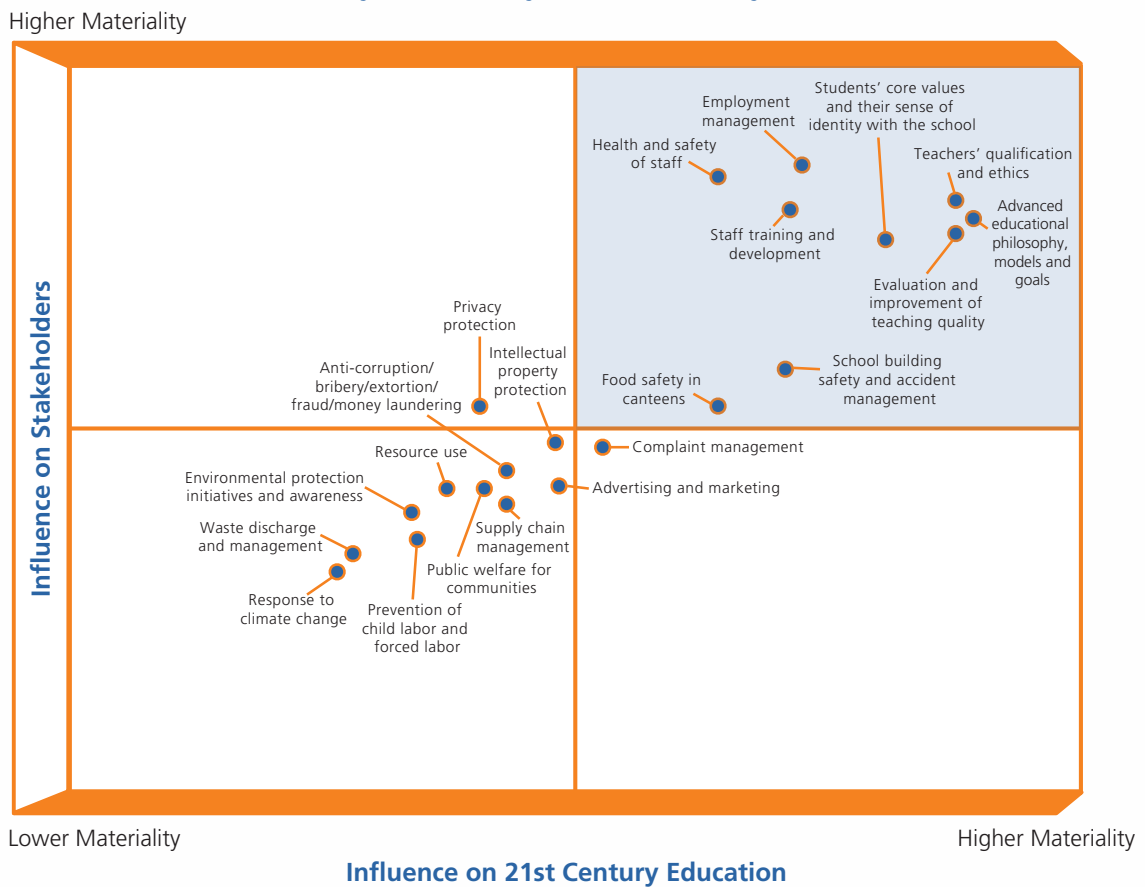 Higher Materiality
Students’ core values
and their sense of
identity with the school
Employment
management
Health and safety
of staff
Teachers’ qualification
and ethics
Advanced
educational
philosophy,
models and
goals
Staff training and
development
Evaluation and
improvement of
teaching quality
Privacy
protection
Intellectual
property
protection
Anti-corruption/
bribery/extortion/
fraud/money laundering
School building
safety and accident
management
Food safety in
canteens
Influence on Stakeholders
Complaint management
Resource use
Environmental protection
initiatives and awareness
Advertising and marketing
Waste discharge
and management
Supply chain
management
Public welfare for
communities
Response to
climate change
Prevention of
child labor and
forced labor
Lower Materiality
Higher Materiality
Influence on 21st Century Education